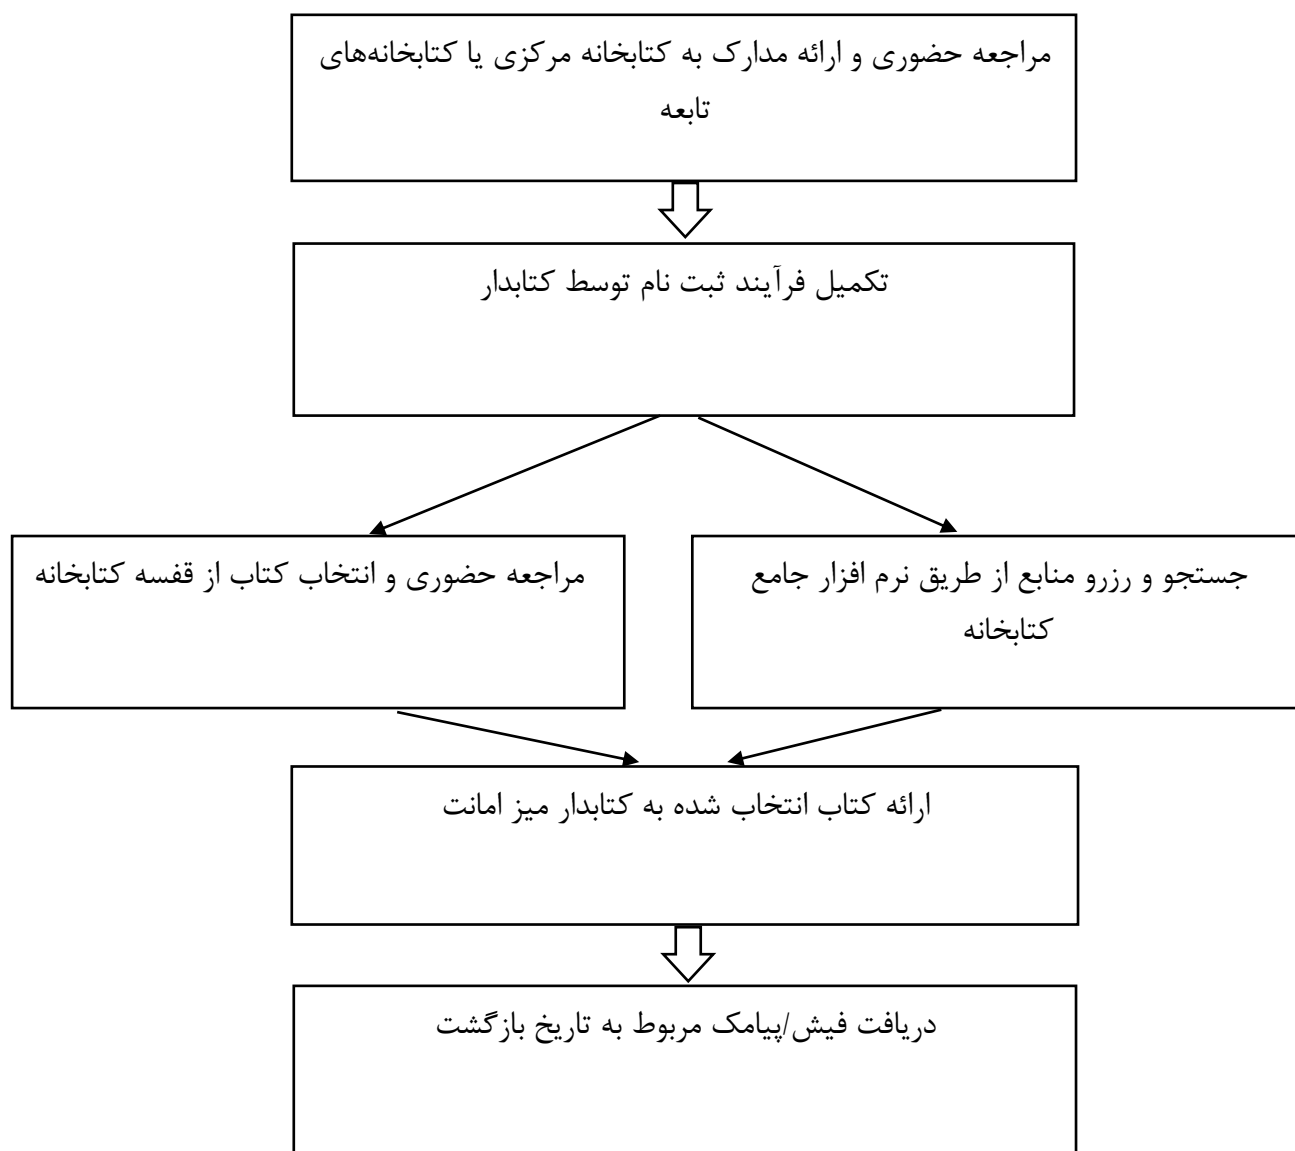 مراجعه حضوری و ارائه مدارک به کتابخانه مرکزی یا کتابخانه‌های
تابعه
تکمیل فرآیند ثبت نام توسط کتابدار
جستجو و رزرو منابع از طریق نرم افزار جامع
کتابخانه
مراجعه حضوری و انتخاب کتاب از قفسه کتابخانه
ارائه کتاب انتخاب شده به کتابدار میز امانت
دریافت فیش/پیامک مربوط به تاریخ بازگشت